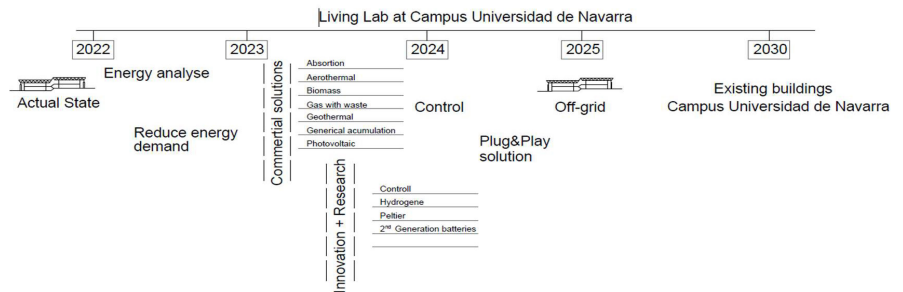 Living Lab at Campus Universidad de Navarra
2022
2023
2024
2025
2030
Energy analyse
Actual State
Reduce energy
demand
Commertial solutions
Absortion
Aerothermal
Biomass
Gas with waste
Geothermal
Generical acumulation
Photovoltaic
Innovation + Research
Controll
Hydrogene
Peltier
2nd Generation batteries
Control
Plug&Play
solution
Off-grid
Existing buildings
Campus Universidad de Navarra